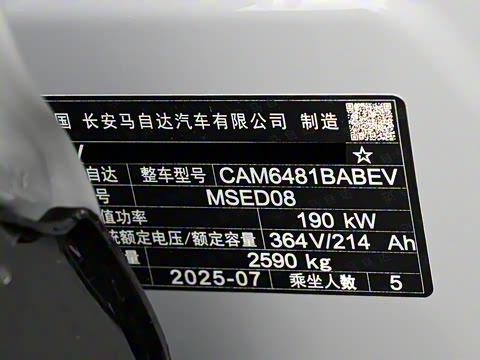 国 长安马自达汽车有限公司 制造
☆
自达 整车型号 CAM6481BABEV
号 MSED08
值功率 190 kW
额定电压/额定容量 364V/214 Ah
量 2590 kg
2025-07 乘坐人数 5